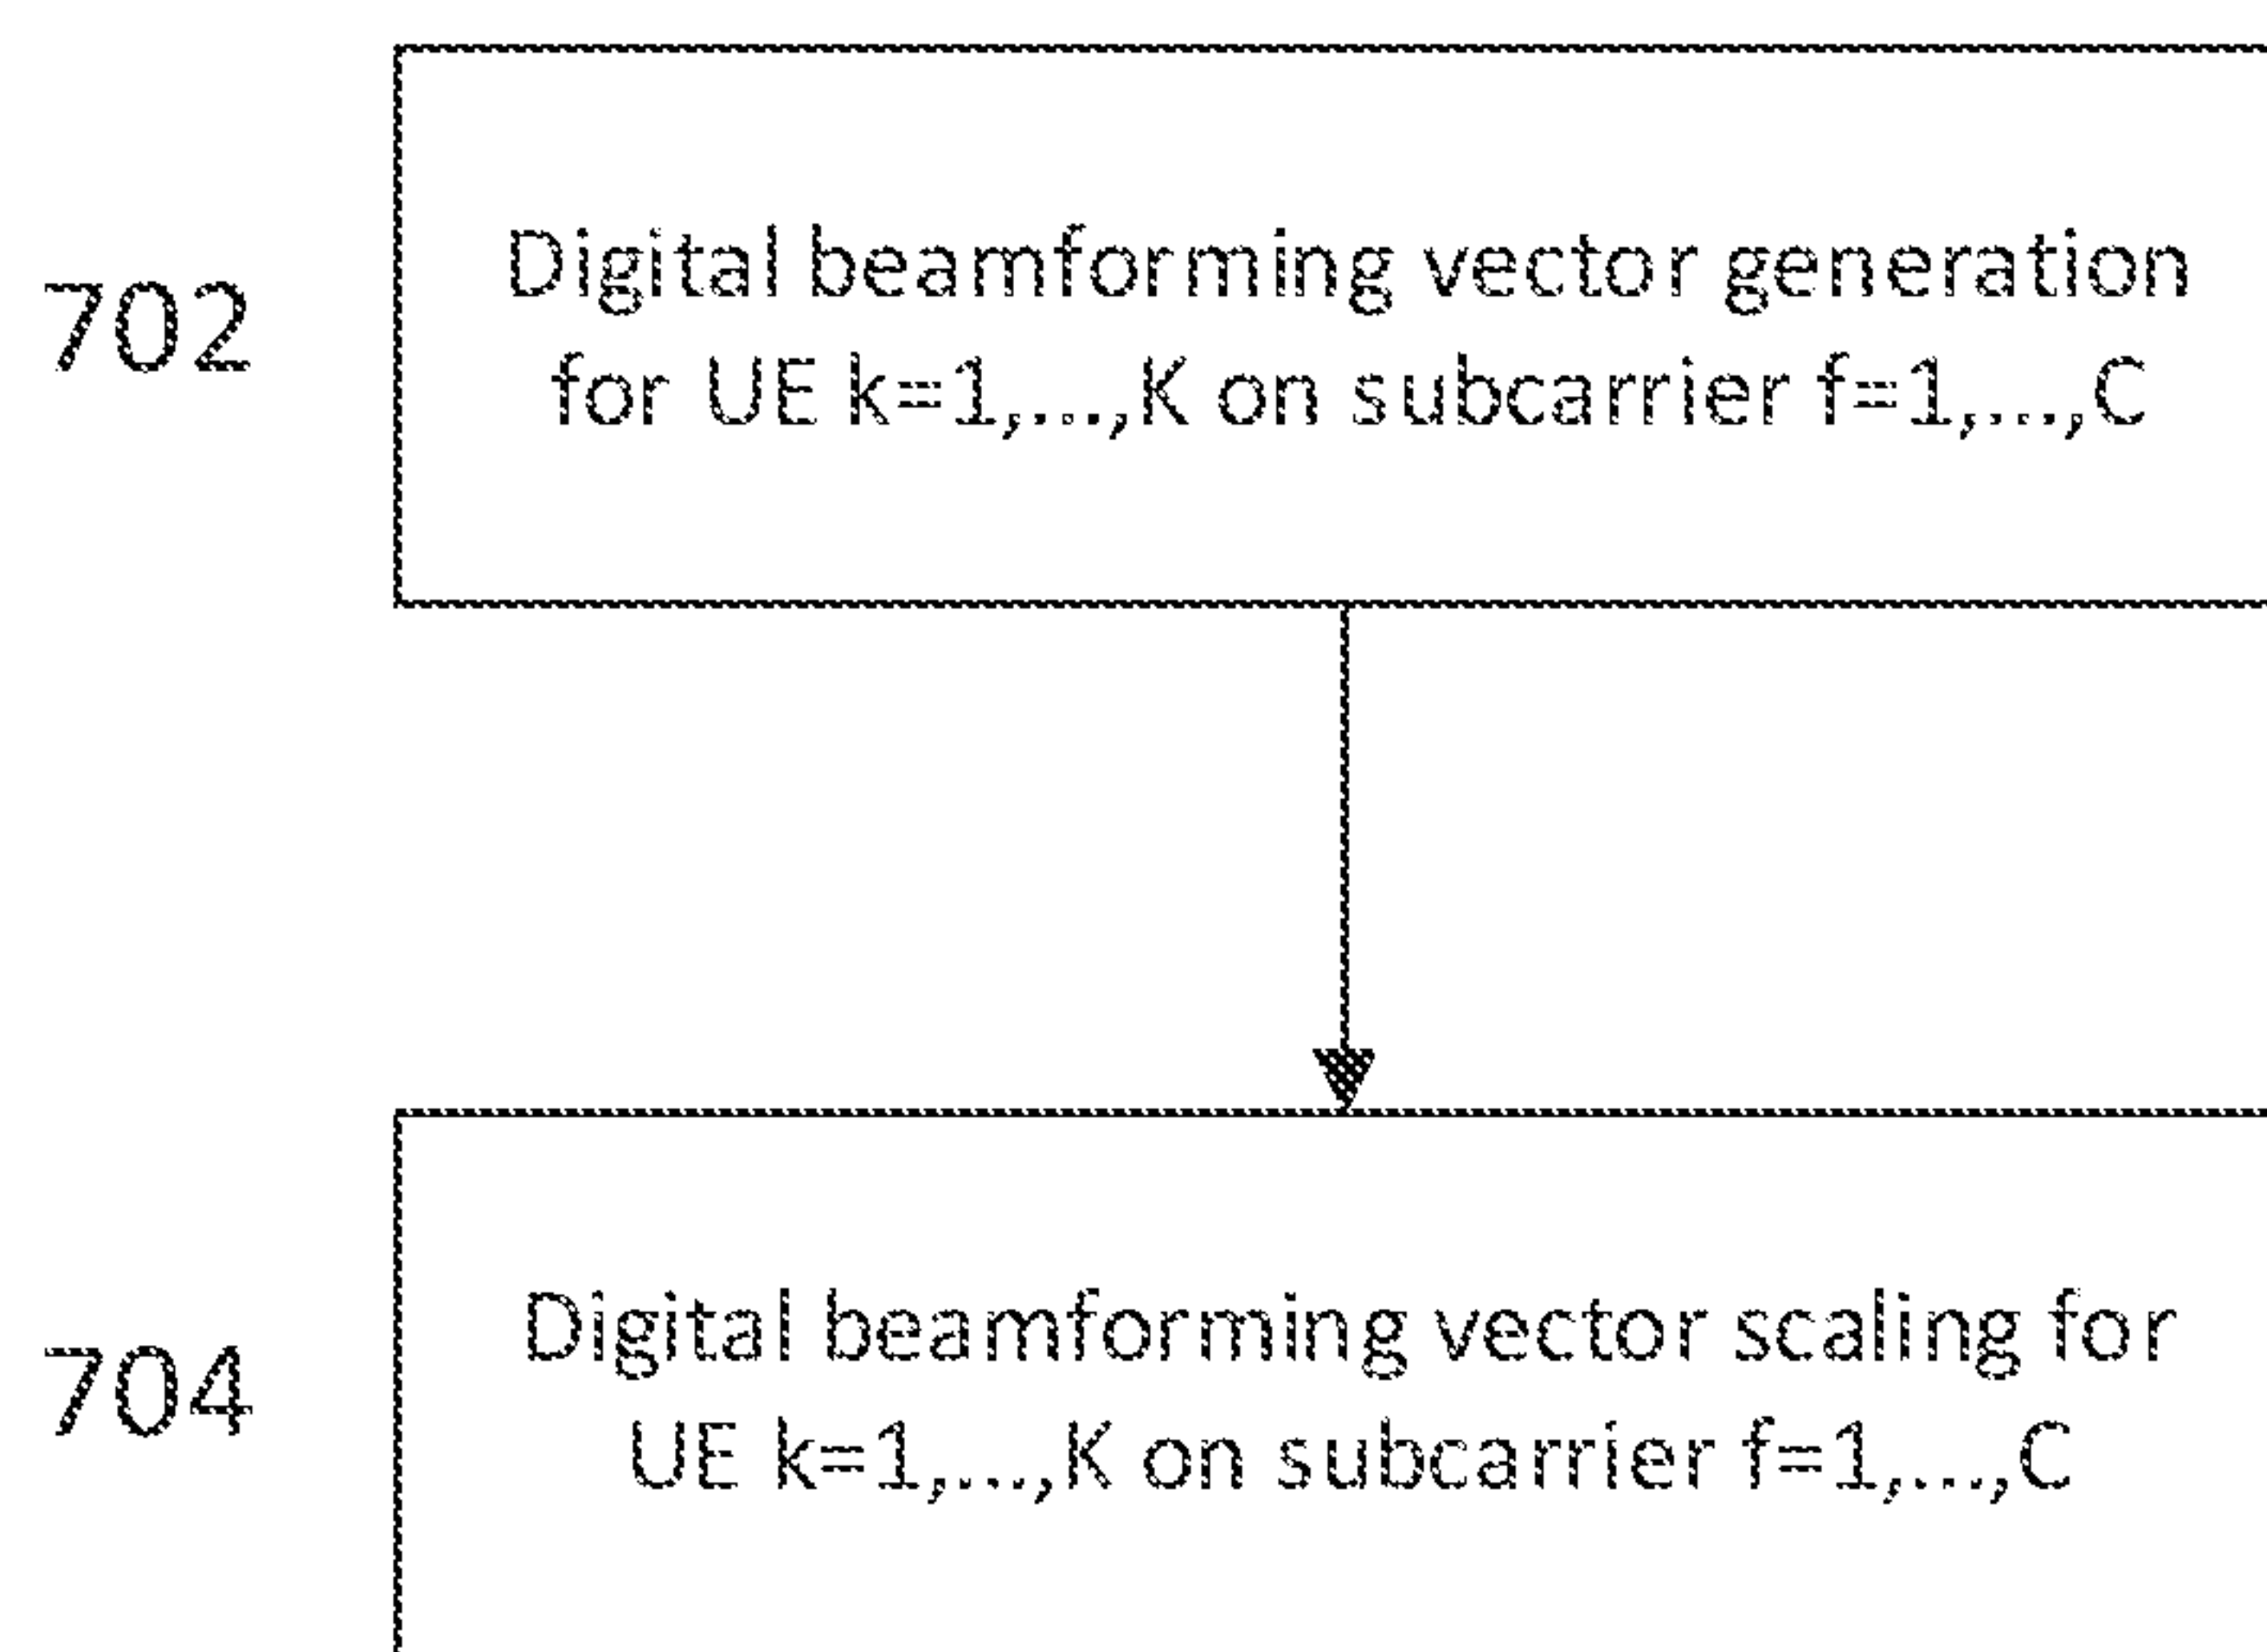 702
Digital beamforming vector generation
for UE k=1,...,K on subcarrier f=1,...,C
704
Digital beamforming vector scaling for
UE k=1,...,K on subcarrier f=1,...,C